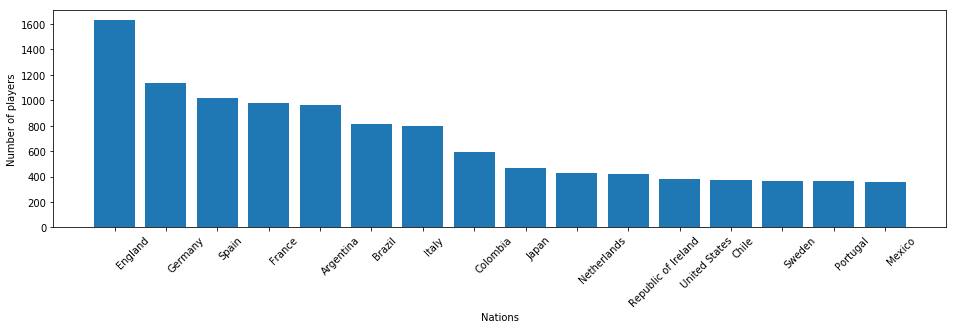 1600
1400
1200
1000
800
600
400
200
0
Number of players
England
Germany
Spain
France
Argentina
Brazil
Italy
Colombia
Japan
Netherlands
Republic of Ireland
United States
Chile
Sweden
Portugal
Mexico
Nations